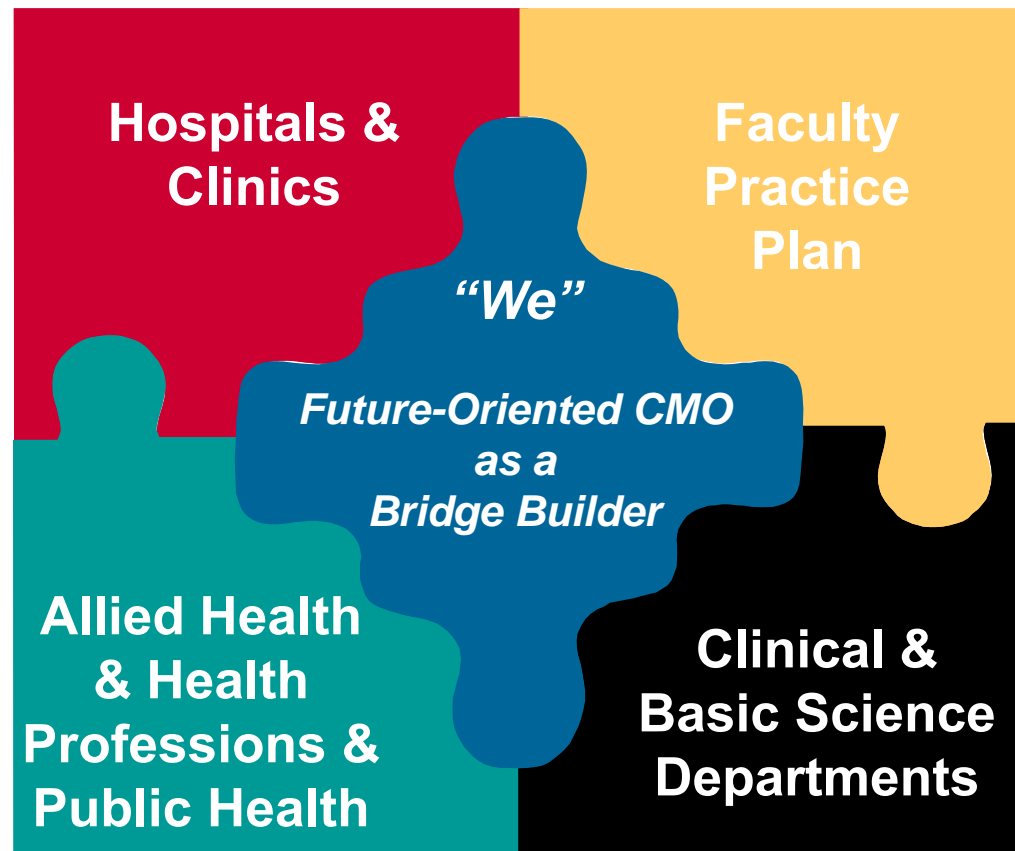 Hospitals &
Clinics
Faculty
Practice
Plan
“We”
Future-Oriented CMO
as a
Bridge Builder
Allied Health
& Health
Professions &
Public Health
Clinical &
Basic Science
Departments